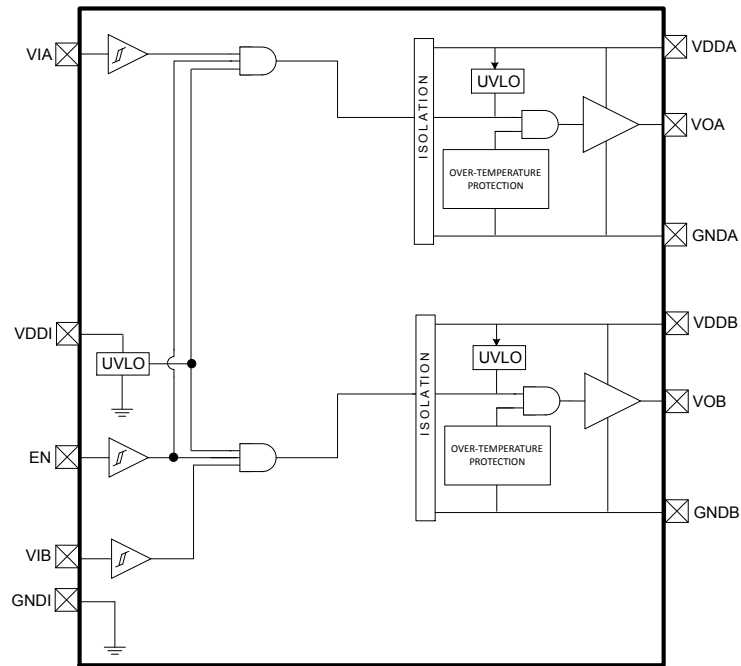 VIA
VDDI
UVLO
EN
VIB
GNDI
ISOLATION
UVLO
OVER-TEMPERATURE
PROTECTION
VDDA
VOA
GNDA
ISOLATION
UVLO
OVER-TEMPERATURE
PROTECTION
VDDB
VOB
GNDB